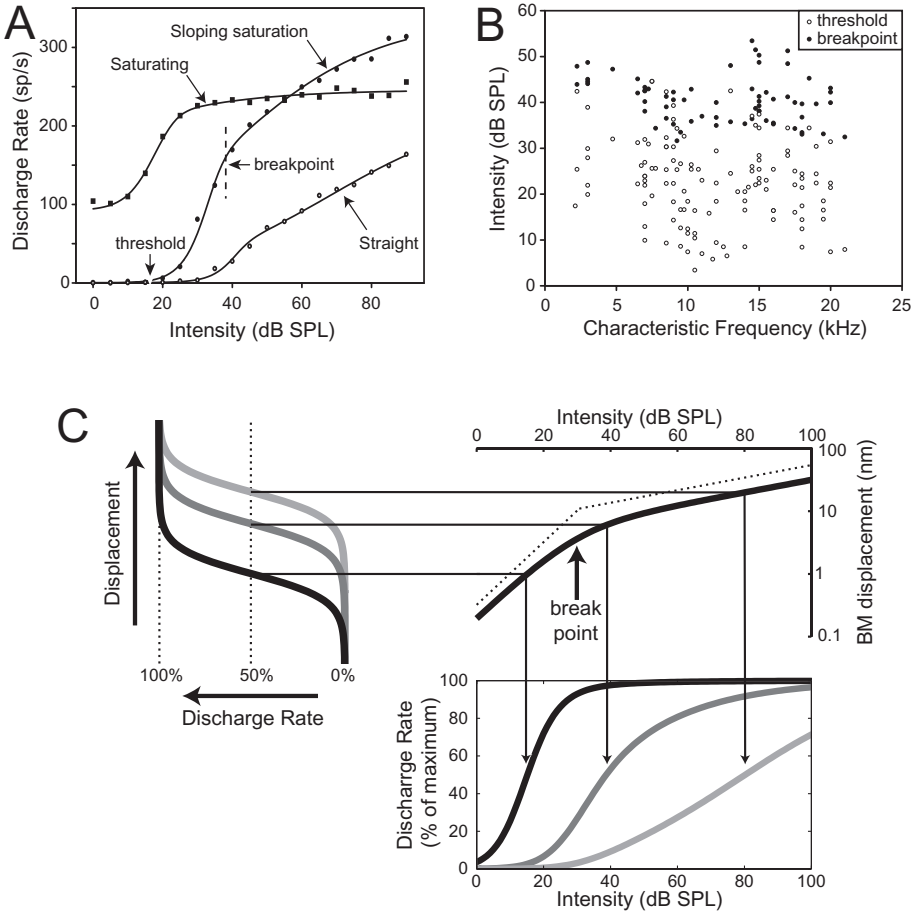 A
Discharge Rate (sp/s)
300
200
100
0
Sloping saturation
Saturating
breakpoint
threshold
Straight
0 20 40 60 80
Intensity (dB SPL)
B
Intensity (dB SPL)
60
50
40
30
20
10
0
threshold
breakpoint
0 5 10 15 20 25
Characteristic Frequency (kHz)
C
Displacement
100% 50% 0%
Discharge Rate
Intensity (dB SPL)
0 20 40 60 80 100
100
10
1
0.1
BM displacement (nm)
break
point
Discharrge Rate
(% of maximum)
100
80
60
40
20
0
0 20 40 60 80 100
Intensity (dB SPL)